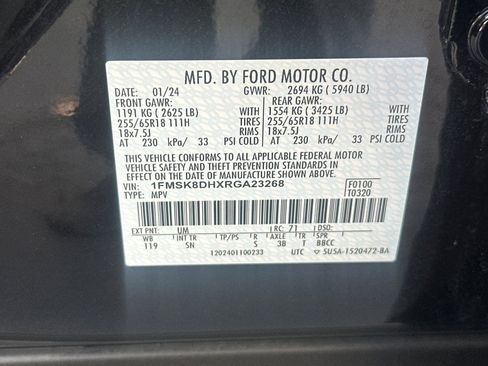 MFD. BY FORD MOTOR CO.
DATE: 01/24 GVWR: 2694 KG ( 5940 LB)
FRONT GAWR: REAR GAWR:
1191 KG ( 2625 LB) WITH 1554 KG ( 3425 LB) WITH
255/65R18 111H TIRES 255/65R18 111H TIRES
18x7.5J RIMS 18x7.5J RIMS
AT 230 kPa/ 33 PSI COLD AT 230 kPa/ 33 PSI COLD
THIS VEHICLE CONFORMS TO ALL APPLICABLE FEDERAL MOTOR
VEHICLE SAFETY AND THEFT PREVENTION STANDARDS IN EFFECT
ON THE DATE OF MANUFACTURE SHOWN ABOVE.
VIN: 1FMSK8DHXRGA23268 F0100
TYPE: MPV T0320
EXT PNT: UM RC: 71 DSO:
WB INT TR TP/PS R AXLE TR SPR
119 SN S 3B T BBCC
1202401100233 UTC ▽ 5USA-1520472-BA